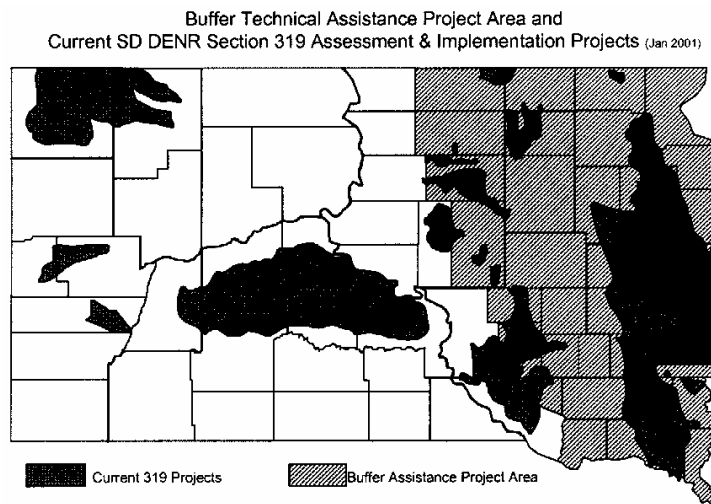 Buffer Technical Assistance Project Area and
Current SD DENR Section 319 Assessment & Implementation Projects (Jan 2001)
Current 319 Projects
Buffer Assistance Project Area